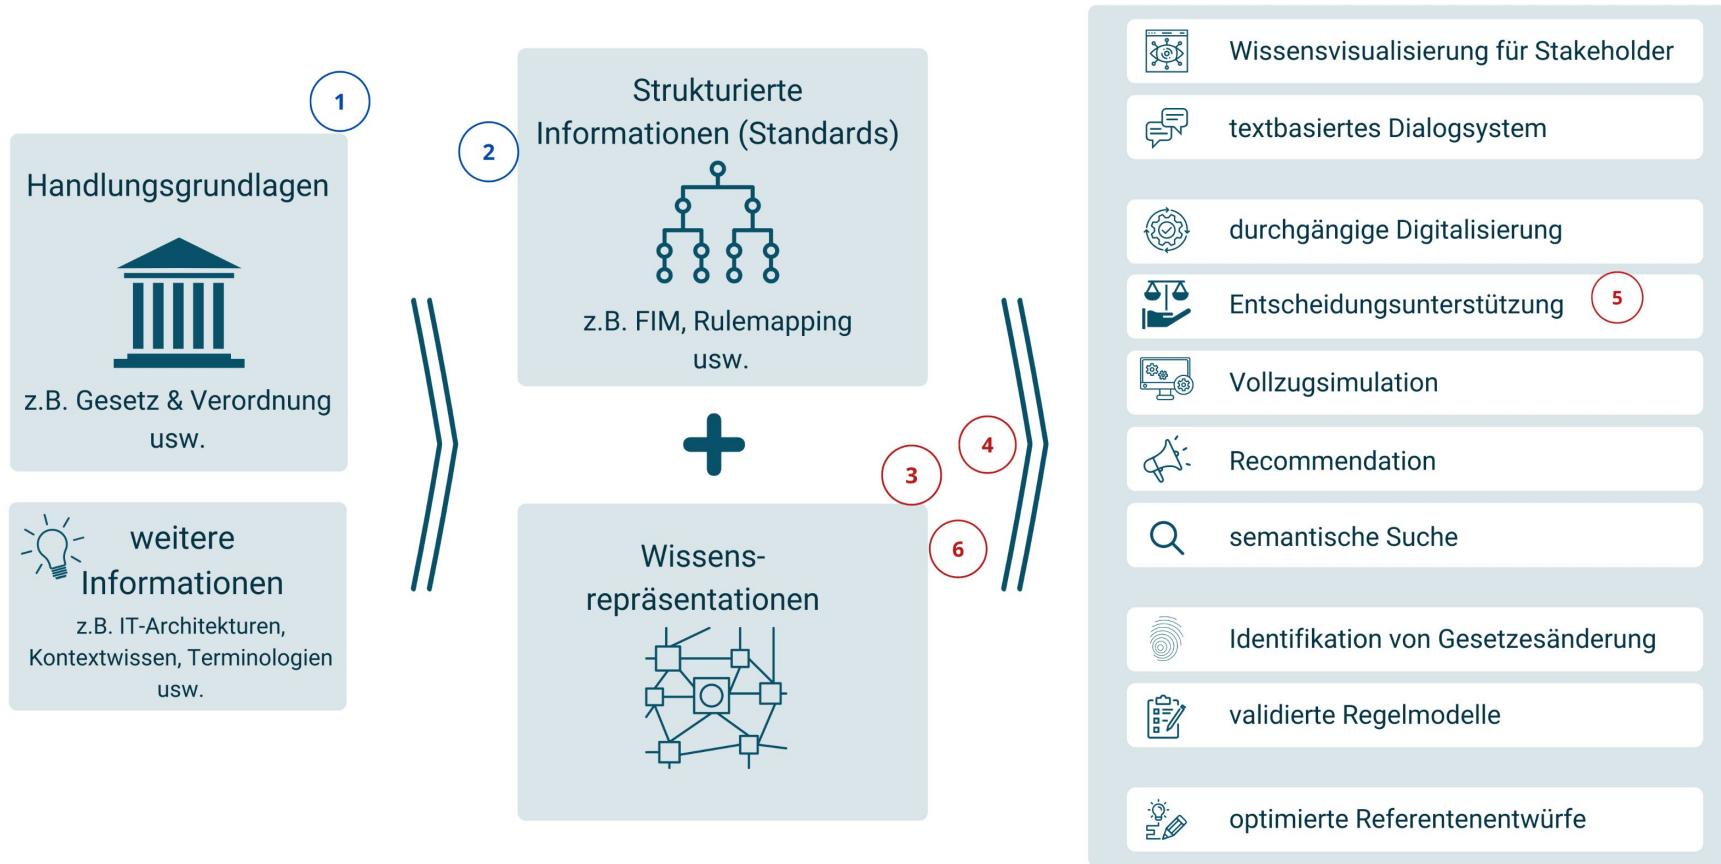 1
Handlungsgrundlagen
z.B. Gesetz & Verordnung
usw.
weitere
Informationen
z.B. IT-Architekturen,
Kontextwissen, Terminologien
usw.
2
Strukturierte
Informationen (Standards)
z.B. FIM, Rulemapping
usw.
3
4
6
Wissens-
repräsentationen
Wissensvisualisierung für Stakeholder
textbasiertes Dialogsystem
durchgängige Digitalisierung
Entscheidungsunterstützung
5
Vollzugsimulation
Recommendation
semantische Suche
Identifikation von Gesetzesänderung
validierte Regelmodelle
optimierte Referentenentwürfe